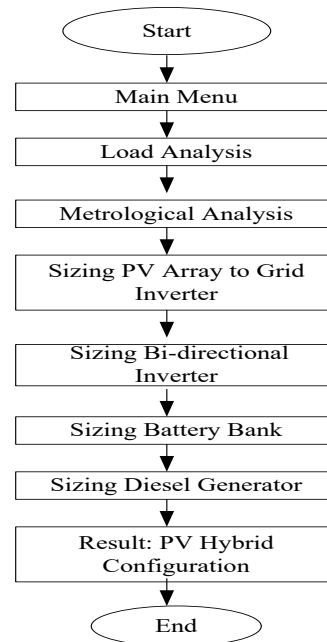 Start
Main Menu
Load Analysis
Metrological Analysis
Sizing PV Array to Grid
Inverter
Sizing Bi-directional
Inverter
Sizing Battery Bank
Sizing Diesel Generator
Result: PV Hybrid
Configuration
End